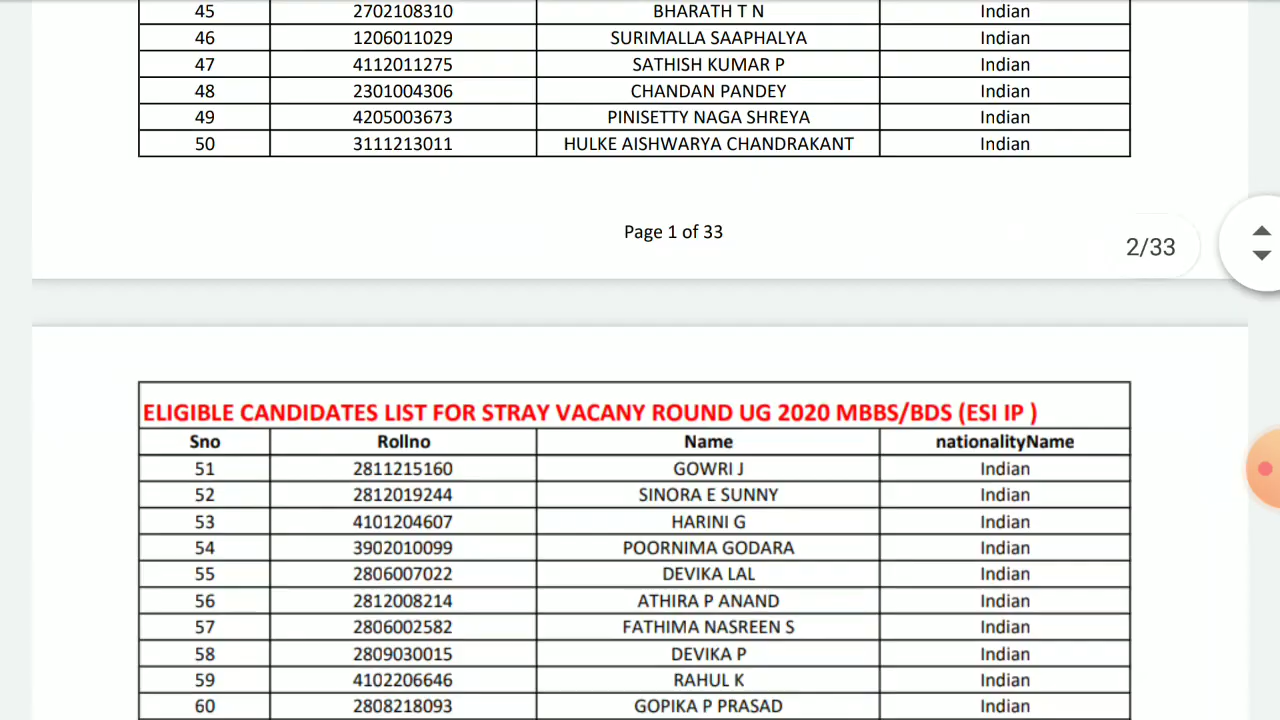 45 2702108310 BHARATH T N Indian
46 1206011029 SURIMALLA SAAPHALYA Indian
47 4112011275 SATHISH KUMAR P Indian
48 2301004306 CHANDAN PANDEY Indian
49 4205003673 PINISETTY NAGA SHREYA Indian
50 3111213011 HULKE AISHWARYA CHANDRAKANT Indian
Page 1 of 33
2/33
ELIGIBLE CANDIDATES LIST FOR STRAY VACANY ROUND UG 2020 MBBS/BDS (ESI IP )
Sno Rollno Name nationalityName
51 2811215160 GOWRI J Indian
52 2812019244 SINORA E SUNNY Indian
53 4101204607 HARINI G Indian
54 3902010099 POORNIMA GODARA Indian
55 2806007022 DEVIKA LAL Indian
56 2812008214 ATHIRA P ANAND Indian
57 2806002582 FATHIMA NASREEN S Indian
58 2809030015 DEVIKA P Indian
59 4102206646 RAHUL K Indian
60 2808218093 GOPIKA P PRASAD Indian